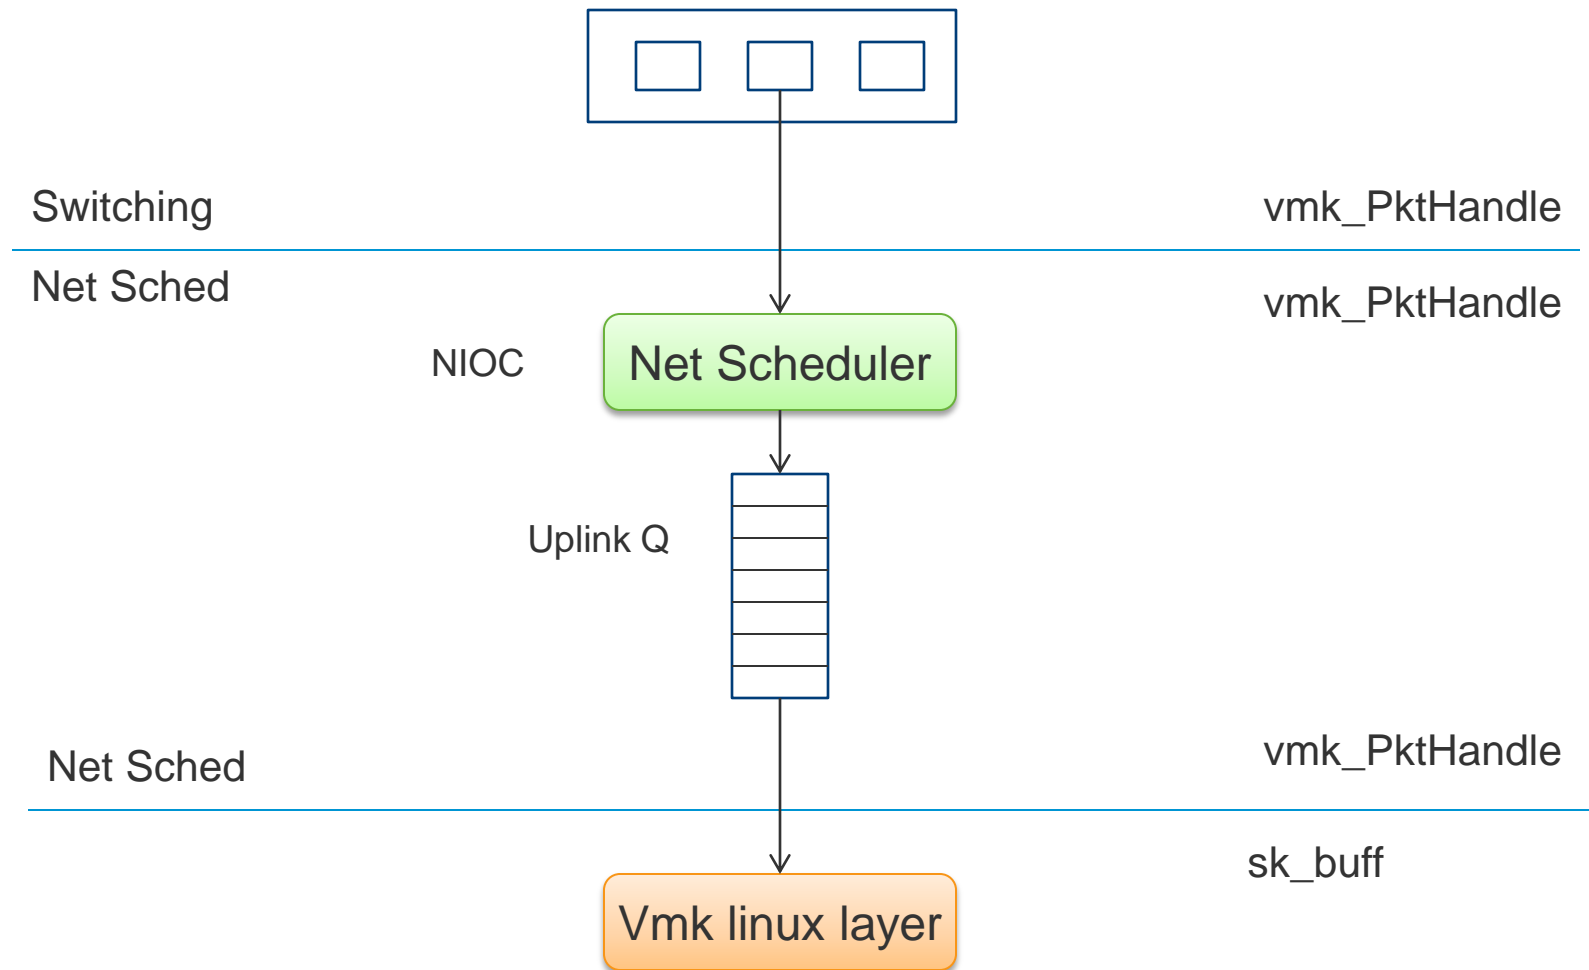 Switching
vmk_PktHandle
Net Sched
vmk_PktHandle
NIOC
Net Scheduler
Uplink Q
Net Sched
vmk_PktHandle
sk_buff
Vmk linux layer